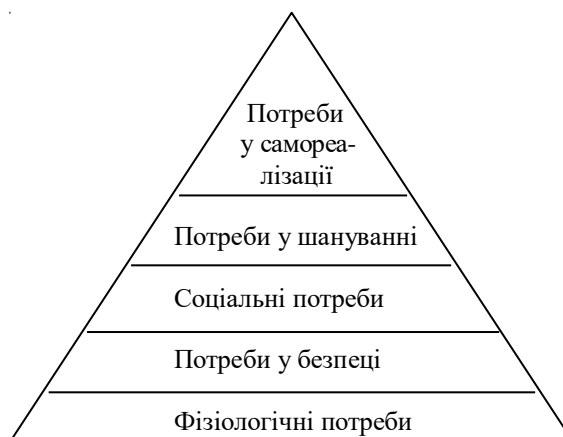 Потреби
у самореа-
лізації
Потреби у шануванні
Соціальні потреби
Потреби у безпеці
Фізіологічні потреби